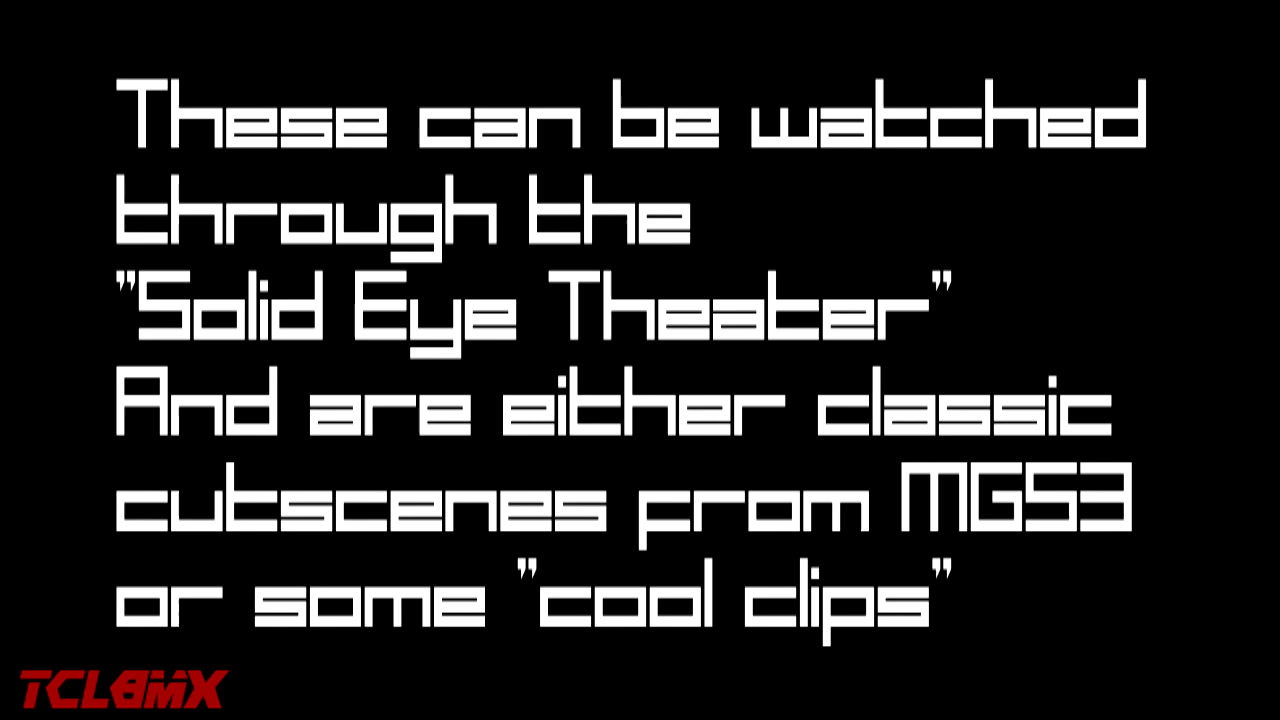 These can be watched
through the
"Solid Eye Theater"
And are either classic
cutscenes from MGS3
or some "cool clips"
TCLBMX